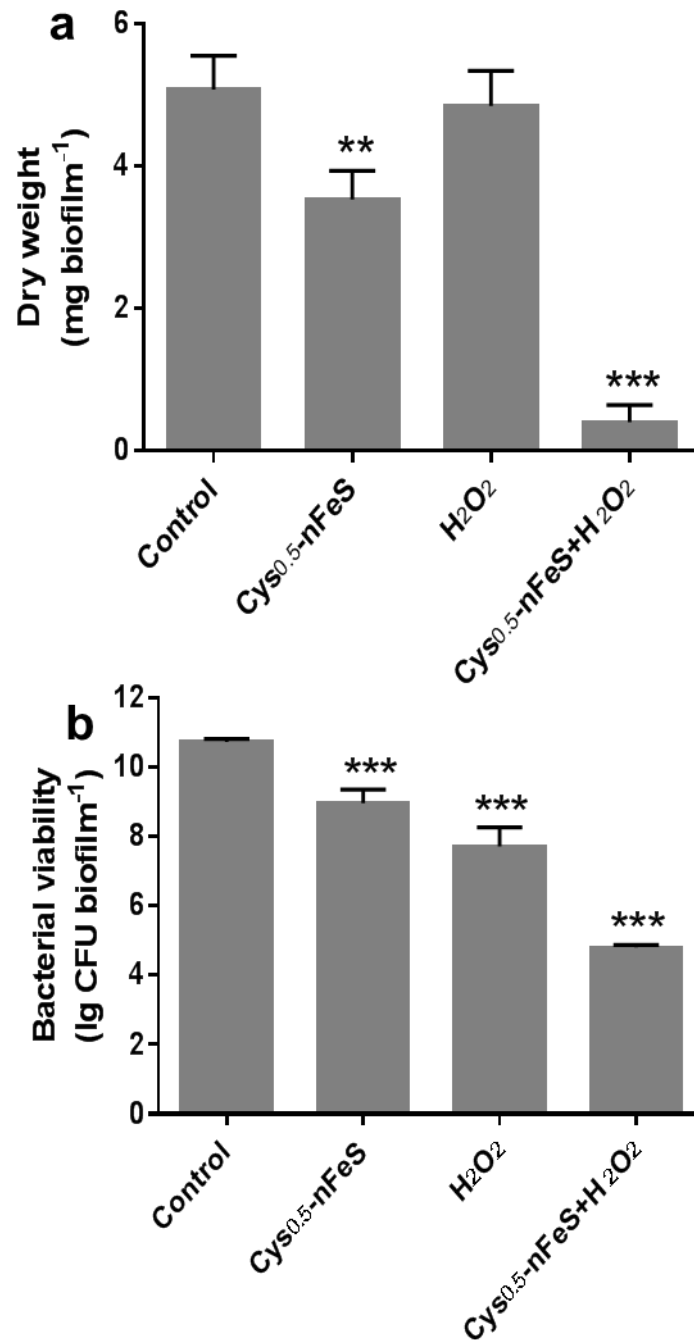 a
Dry weight
(mg biofilm⁻¹)
6
4
2
0
**
***
Control
Cys0.5-nFeS
H2O2
Cys0.5-nFeS+H2O2
b
Bacterial viability
(lg CFU biofilm⁻¹)
12
10
8
6
4
2
0
***
***
***
Control
Cys0.5-nFeS
H2O2
Cys0.5-nFeS+H2O2